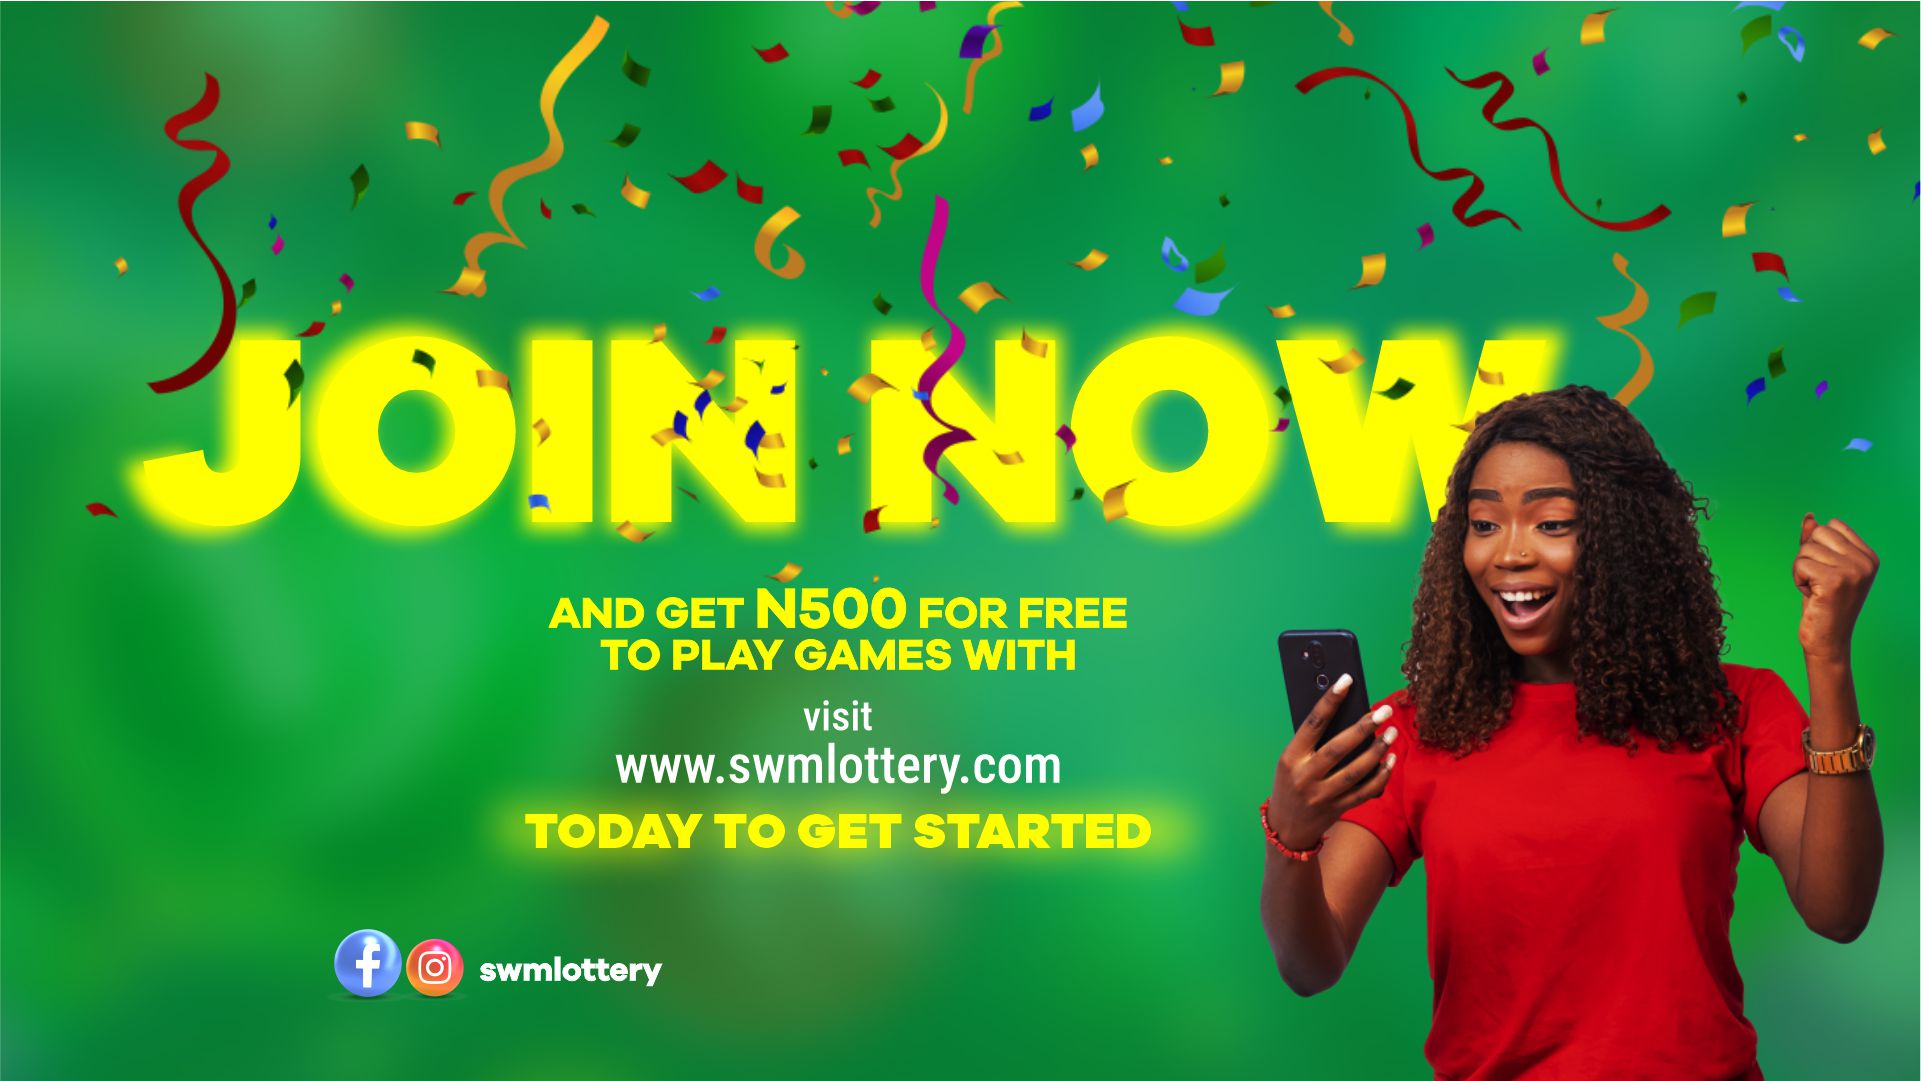 JOIN NOW
AND GET N500 FOR FREE
TO PLAY GAMES WITH
visit
www.swmlottery.com
TODAY TO GET STARTED
swmlottery